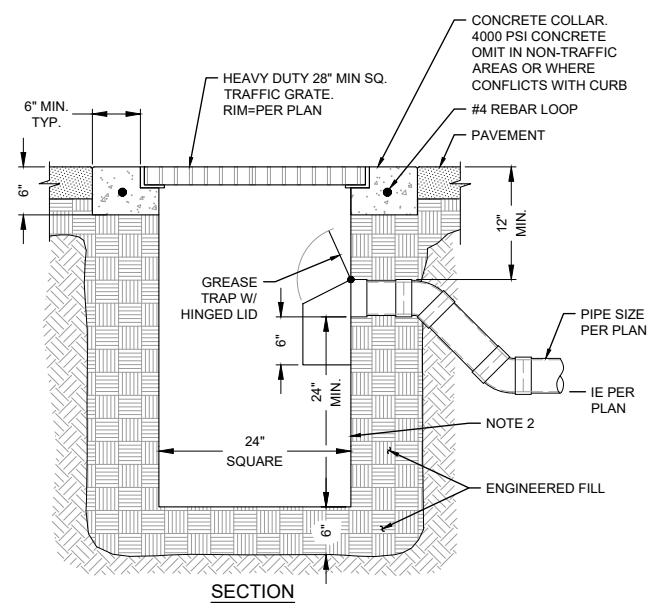 CONCRETE COLLAR.
4000 PSI CONCRETE
OMIT IN NON-TRAFFIC
AREAS OR WHERE
CONFLICTS WITH CURB
HEAVY DUTY 28" MIN SQ.
TRAFFIC GRATE.
RIM=PER PLAN
6" MIN.
TYP.
#4 REBAR LOOP
PAVEMENT
6"
12"
MIN.
GREASE
TRAP W/
HINGED LID
6"
24"
MIN.
PIPE SIZE
PER PLAN
IE PER
PLAN
NOTE 2
24"
SQUARE
ENGINEERED FILL
6"
SECTION